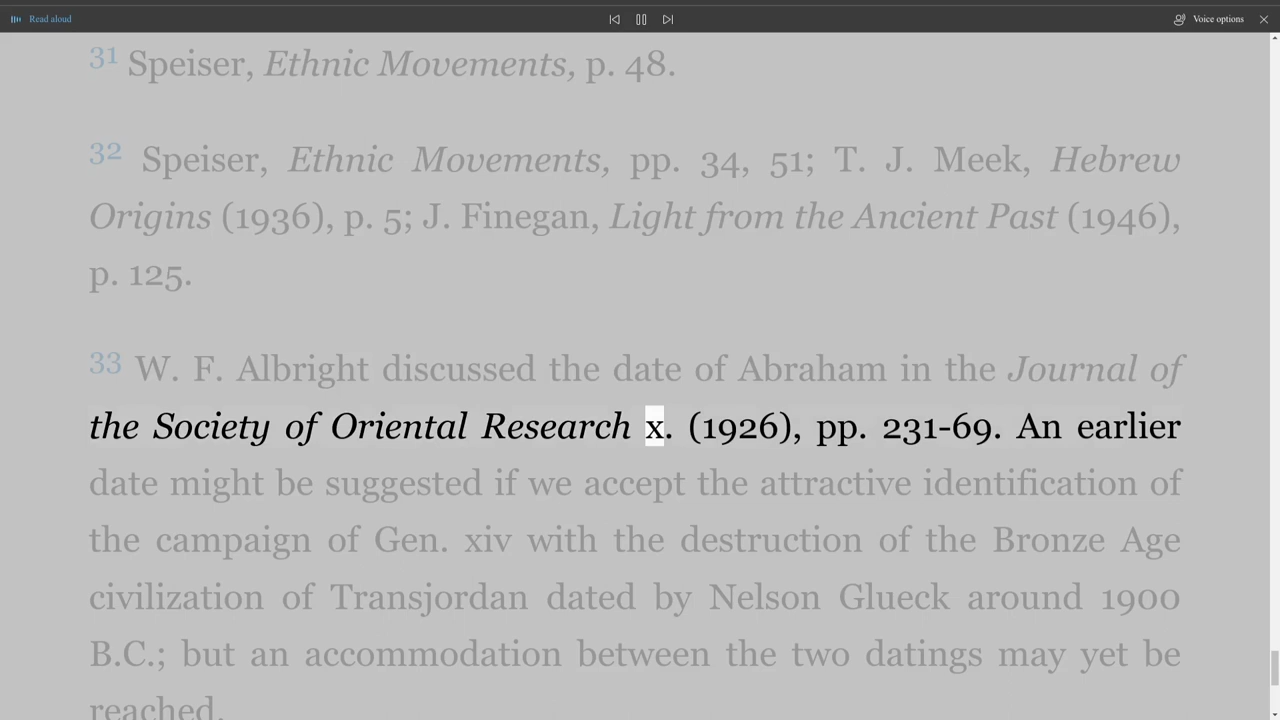 Read aloud
Voice options
31 Speiser, Ethnic Movements, p. 48.
32 Speiser, Ethnic Movements, pp. 34, 51; T. J. Meek, Hebrew
Origins (1936), p. 5; J. Finegan, Light from the Ancient Past (1946),
p. 125.
33 W. F. Albright discussed the date of Abraham in the Journal of
the Society of Oriental Research x. (1926), pp. 231-69. An earlier
date might be suggested if we accept the attractive identification of
the campaign of Gen. xiv with the destruction of the Bronze Age
civilization of Transjordan dated by Nelson Glueck around 1900
B.C.; but an accommodation between the two datings may yet be
reached.